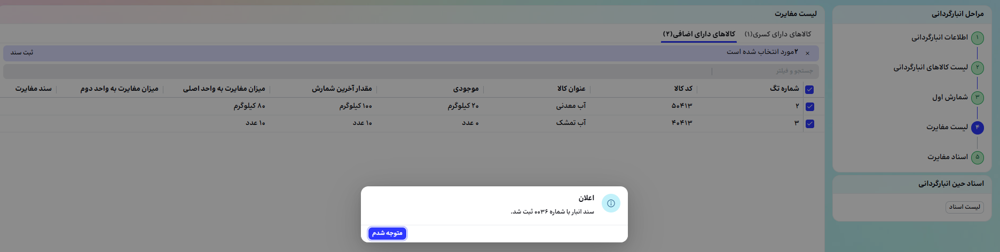 مراحل انبارگردانی
۱ اطلاعات انبارگردانی
۲ لیست کالاهای انبارگردانی
۳ شمارش اول
۴ لیست مغایرت
۵ اسناد مغایرت
اسناد حین انبارگردانی
لیست اسناد
لیست مغایرت
کالاهای دارای کسری(۱) کالاهای دارای اضافی(۲)
× ۲مورد انتخاب شده است ثبت سند
جستجو و فیلتر
شماره تگ کد کالا عنوان کالا موجودی مقدار آخرین شمارش میزان مغایرت به واحد اصلی میزان مغایرت به واحد دوم سند مغایرت
۲ ۵۰۴۱۳ آب معدنی ۲۰ کیلوگرم ۱۰۰ کیلوگرم ۸۰ کیلوگرم
۳ ۴۰۴۱۳ آب تمشک ۰ عدد ۱۰ عدد ۱۰ عدد
اعلان
سند انبار با شماره ۰۰۳۶ ثبت شد.
متوجه شدم